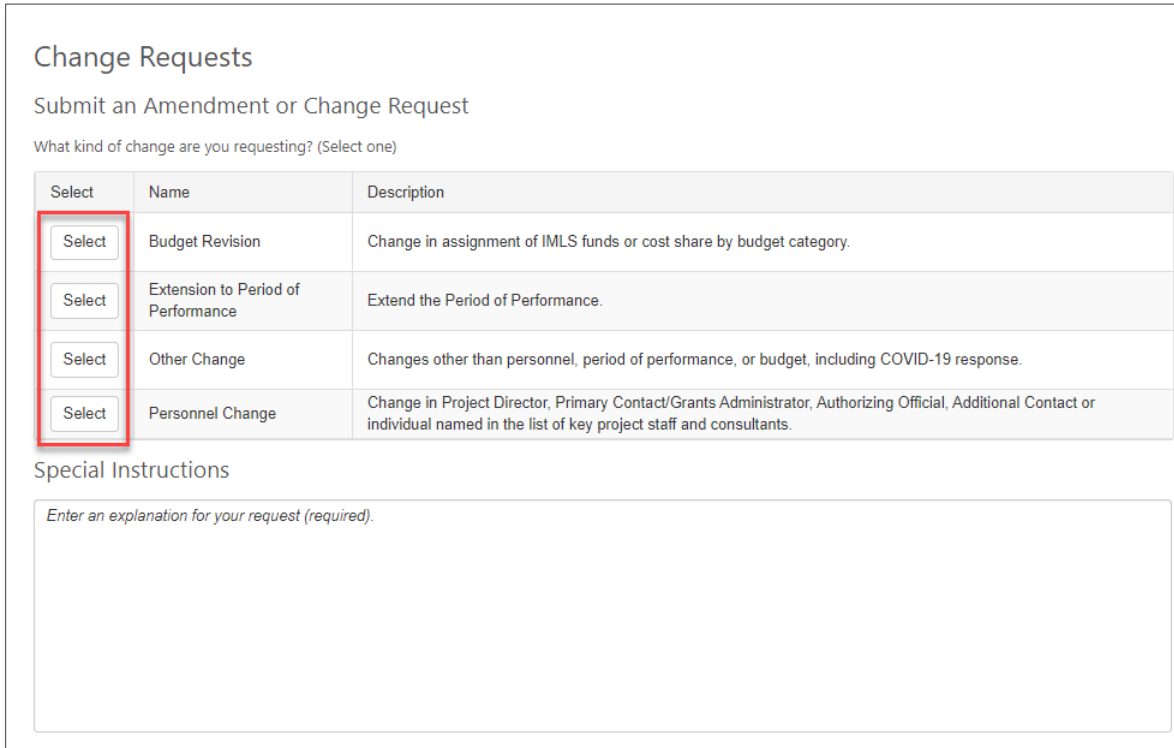 Change Requests
Submit an Amendment or Change Request
What kind of change are you requesting? (Select one)
Select Name Description
Select Budget Revision Change in assignment of IMLS funds or cost share by budget category.
Select Extension to Period of
Performance Extend the Period of Performance.
Select Other Change Changes other than personnel, period of performance, or budget, including COVID-19 response.
Select Personnel Change Change in Project Director, Primary Contact/Grants Administrator, Authorizing Official, Additional Contact or
individual named in the list of key project staff and consultants.
Special Instructions
Enter an explanation for your request (required).